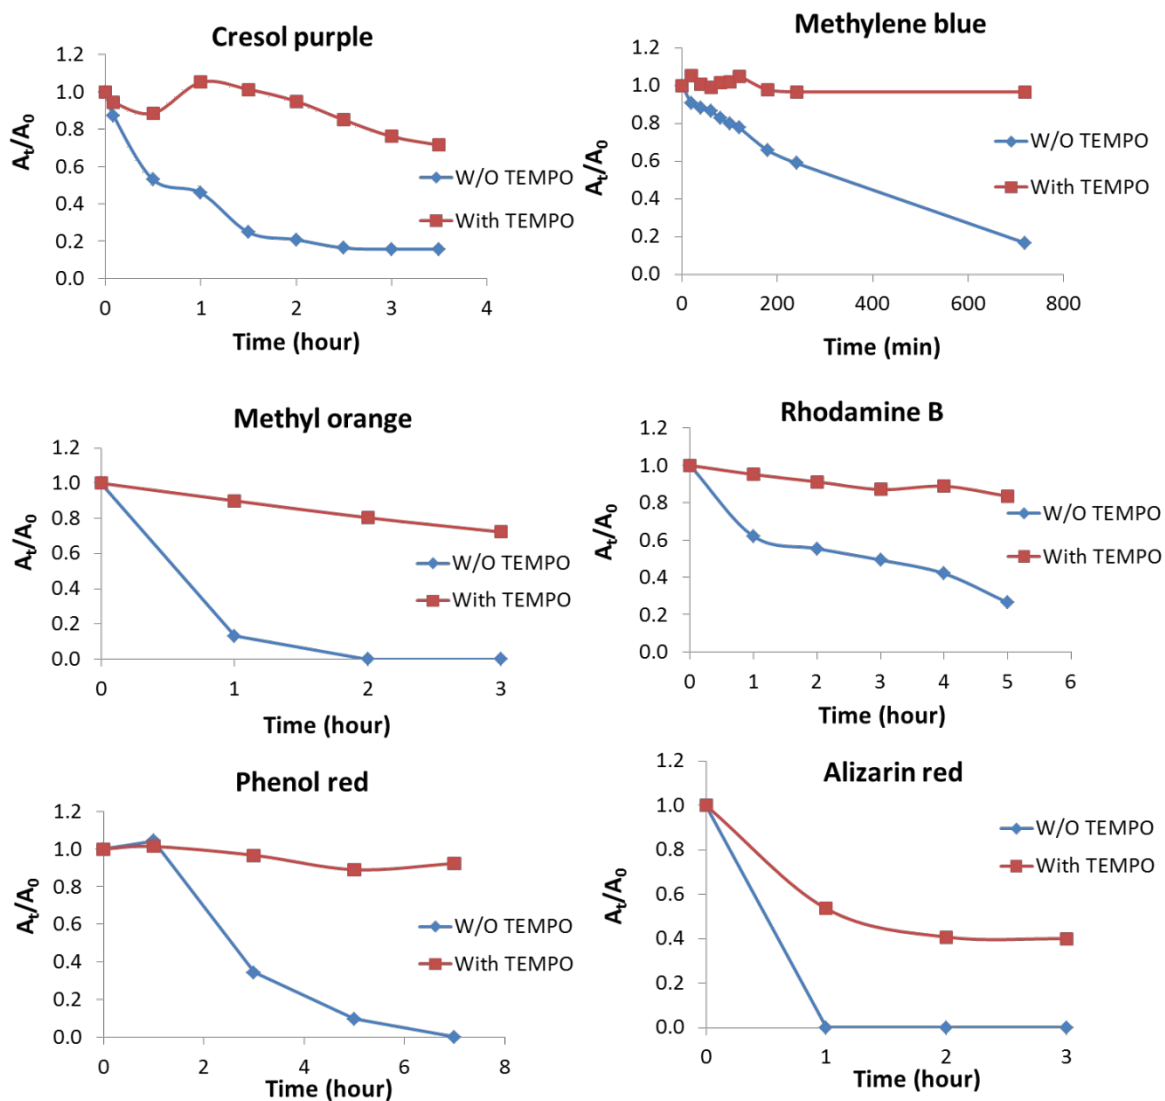 Cresol purple
1.2
1.0
0.8
0.6
0.4
0.2
0.0
At/A0
0 1 2 3 4
Time (hour)
W/O TEMPO
With TEMPO
Methylene blue
1.2
1.0
0.8
0.6
0.4
0.2
0.0
At/A0
0 200 400 600 800
Time (min)
W/O TEMPO
With TEMPO
Methyl orange
1.2
1.0
0.8
0.6
0.4
0.2
0.0
At/A0
0 1 2 3
Time (hour)
W/O TEMPO
With TEMPO
Rhodamine B
1.2
1.0
0.8
0.6
0.4
0.2
0.0
At/A0
0 1 2 3 4 5 6
Time (hour)
W/O TEMPO
With TEMPO
Phenol red
1.2
1.0
0.8
0.6
0.4
0.2
0.0
At/A0
0 2 4 6 8
Time (hour)
W/O TEMPO
With TEMPO
Alizarin red
1.2
1.0
0.8
0.6
0.4
0.2
0.0
At/A0
0 1 2 3
Time (hour)
W/O TEMPO
With TEMPO